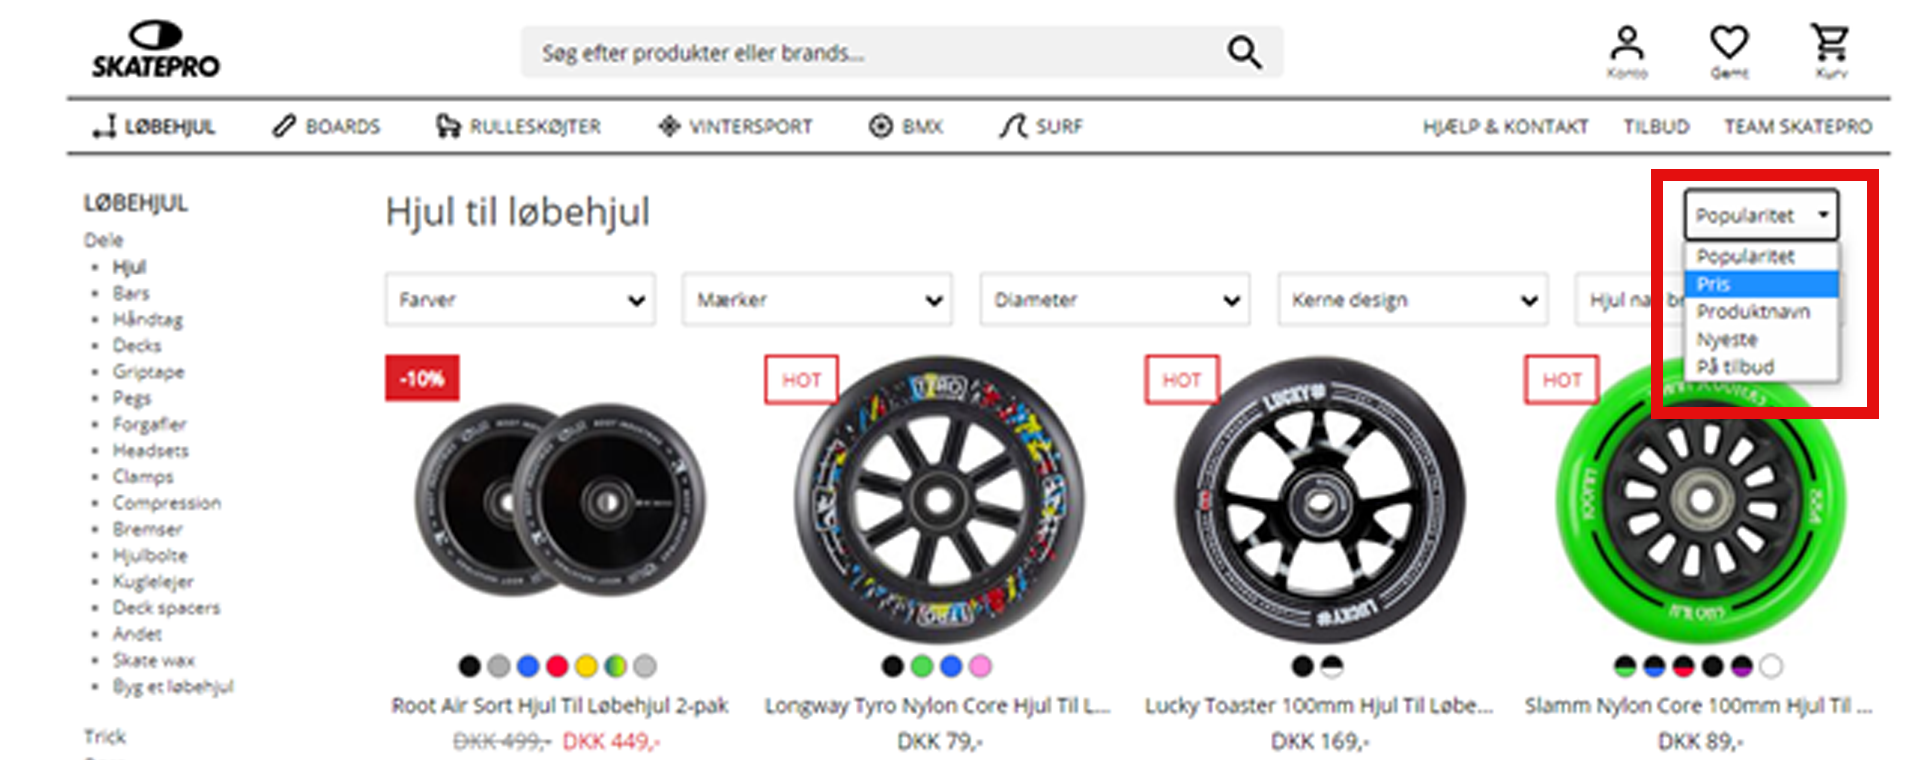 SKATEPRO
Søg efter produkter eller brands...
Konto
Gemt
Kurv
LØBEHJUL
BOARDS
RULLESKØJTER
VINTERSPORT
BMX
SURF
HJÆLP & KONTAKT
TILBUD
TEAM SKATEPRO
LØBEHJUL
Dele
Hjul
Bars
Håndtag
Decks
Griptape
Pegs
Forgafler
Headsets
Clamps
Compression
Bremser
Hjulbolte
Kuglelejer
Deck spacers
Andet
Skate wax
Byg et løbehjul
Trick
Hjul til løbehjul
Popularitet
Popularitet
Pris
Produktnavn
Nyeste
På tilbud
Farver
Mærker
Diameter
Kerne design
Hjul
-10%
HOT
HOT
HOT
TYRO
TYRO
LUCKY
LUCKY
Root Air Sort Hjul Til Løbehjul 2-pak
DKK 499,- DKK 449,-
Longway Tyro Nylon Core Hjul Til L...
DKK 79,-
Lucky Toaster 100mm Hjul Til Løbe...
DKK 169,-
Slamm Nylon Core 100mm Hjul Til ...
DKK 89,-